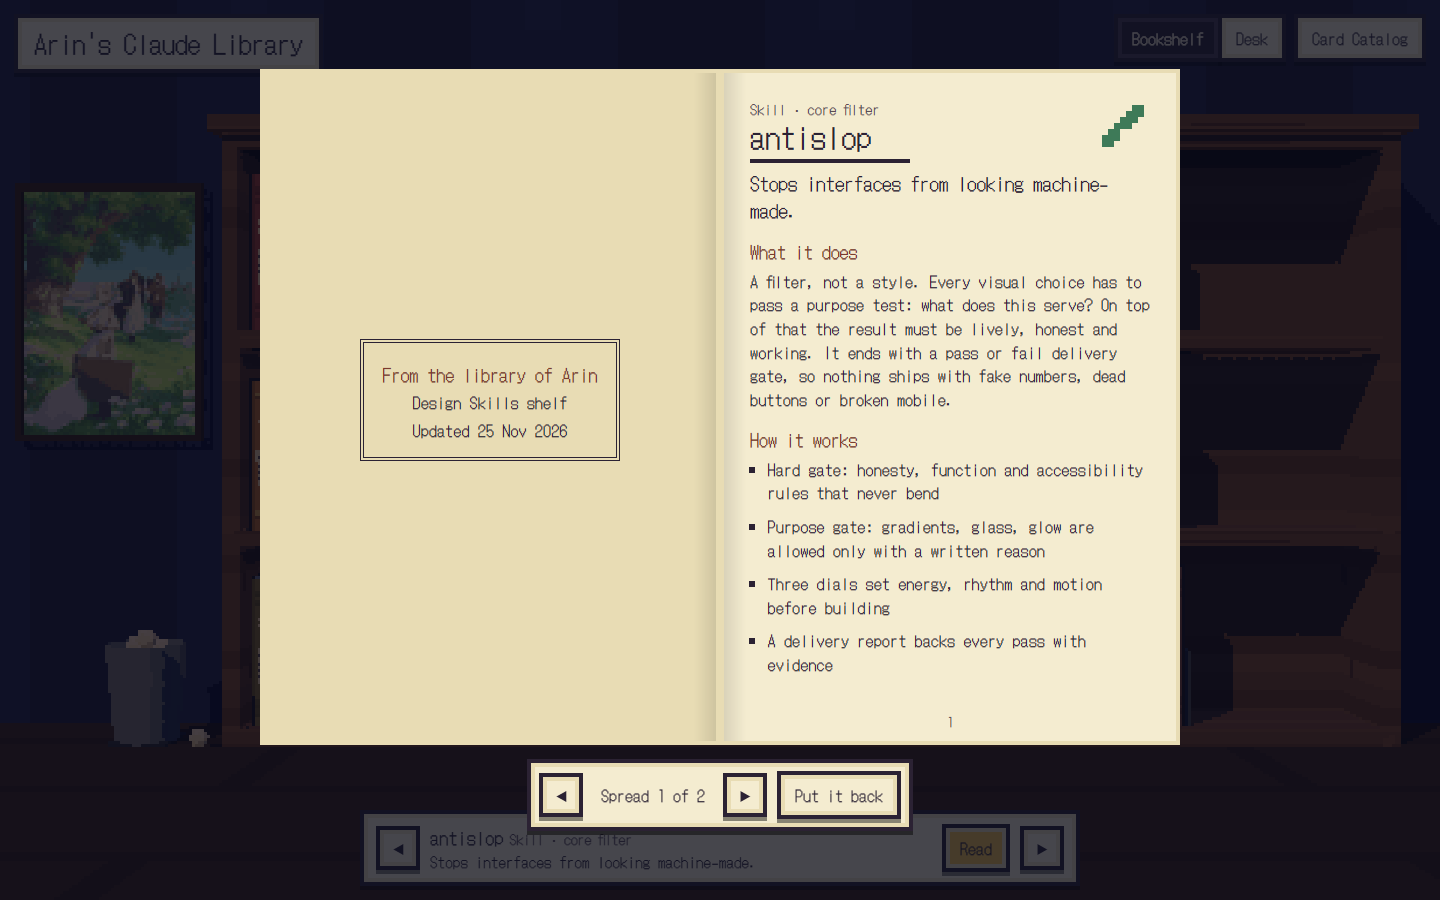 Arin's Claude Library
Bookshelf
Desk
Card Catalog
From the library of Arin
Design Skills shelf
Updated 25 Nov 2026
Skill · core filter
antislop
Stops interfaces from looking machine-
made.
What it does
A filter, not a style. Every visual choice has to
pass a purpose test: what does this serve? On top
of that the result must be lively, honest and
working. It ends with a pass or fail delivery
gate, so nothing ships with fake numbers, dead
buttons or broken mobile.
How it works
Hard gate: honesty, function and accessibility
rules that never bend
Purpose gate: gradients, glass, glow are
allowed only with a written reason
Three dials set energy, rhythm and motion
before building
A delivery report backs every pass with
evidence
1
Spread 1 of 2
Put it back
antislop Skill · core filter
Stops interfaces from looking machine-made.
Read